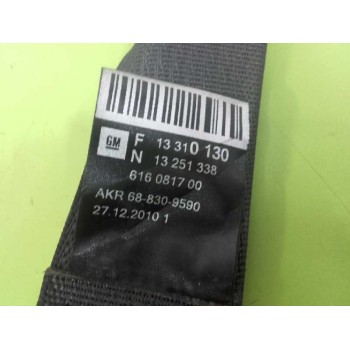 GM F 13 310 130
N 13 251 338
616 0817 00
AKR 68-830-9590
27.12.2010 1